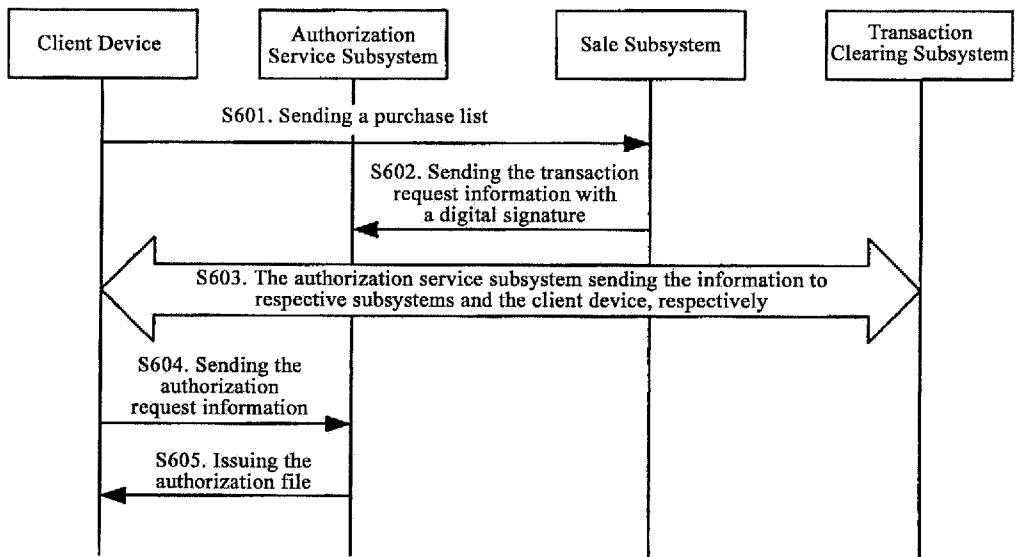 Client Device
Authorization
Service Subsystem
Sale Subsystem
Transaction
Clearing Subsystem
S601. Sending a purchase list
S602. Sending the transaction
request information with
a digital signature
S603. The authorization service subsystem sending the information to
respective subsystems and the client device, respectively
S604. Sending the
authorization
request information
S605. Issuing the
authorization file